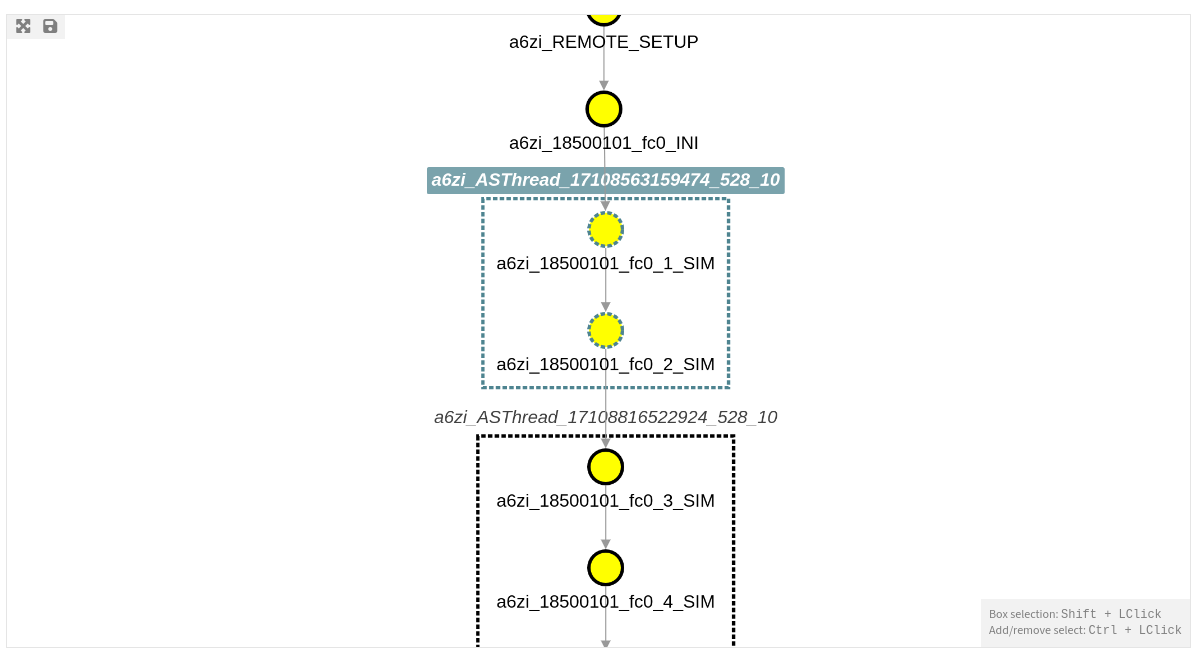 a6zi_REMOTE_SETUP
a6zi_18500101_fc0_INI
a6zi_ASThread_17108563159474_528_10
a6zi_18500101_fc0_1_SIM
a6zi_18500101_fc0_2_SIM
a6zi_ASThread_17108816522924_528_10
a6zi_18500101_fc0_3_SIM
a6zi_18500101_fc0_4_SIM
Box selection: Shift + LClick
Add/remove select: Ctrl + LClick